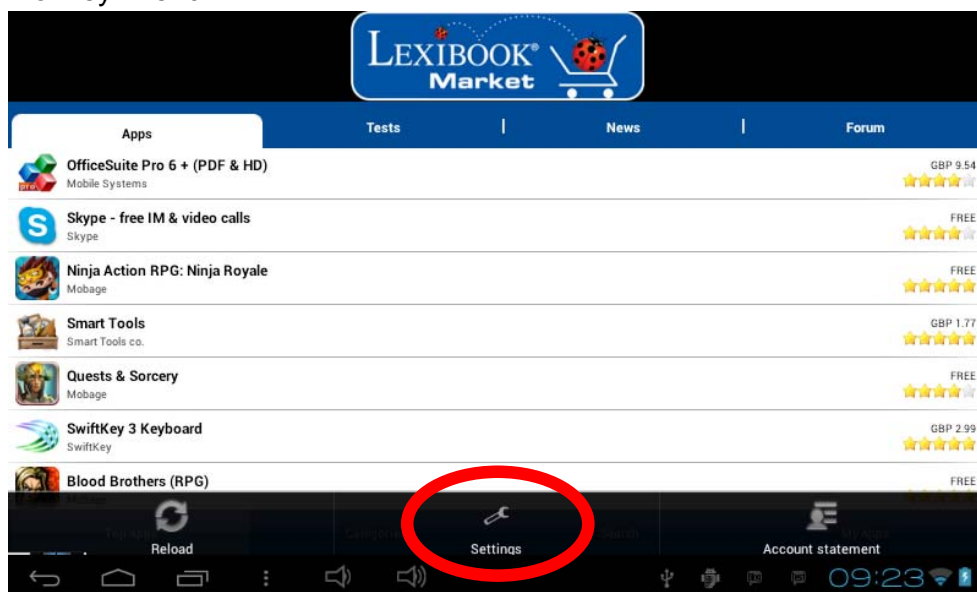 LEXIBOOK®
Market
Apps
Tests
News
Forum
OfficeSuite Pro 6 + (PDF & HD)
GBP 9.54
Mobile Systems
Skype - free IM & video calls
FREE
Skype
Ninja Action RPG: Ninja Royale
FREE
Mobage
Smart Tools
GBP 1.77
Smart Tools co.
Quests & Sorcery
FREE
Mobage
SwiftKey 3 Keyboard
GBP 2.99
SwiftKey
Blood Brothers (RPG)
FREE
Mobage
Reload
Settings
Account statement
09:23